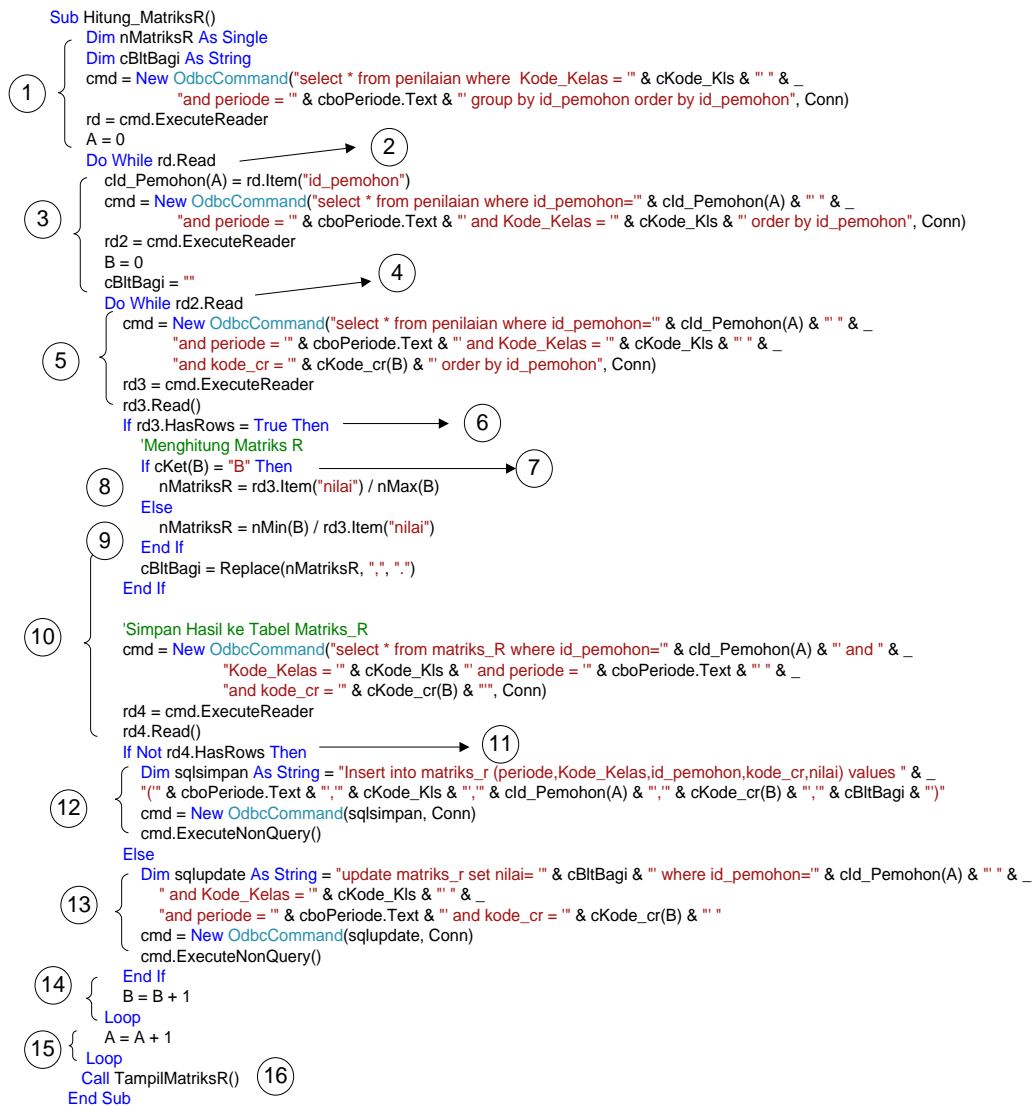 Sub Hitung_MatriksR()
Dim nMatriksR As Single
Dim cBltBagi As String
1
cmd = New OdbcCommand("select * from penilaian where  Kode_Kelas = '" & cKode_Kls & "' " & _
"and periode = '" & cboPeriode.Text & "' group by id_pemohon order by id_pemohon", Conn)
rd = cmd.ExecuteReader
A = 0
Do While rd.Read
2
cId_Pemohon(A) = rd.Item("id_pemohon")
cmd = New OdbcCommand("select * from penilaian where id_pemohon='" & cId_Pemohon(A) & "' " & _
3
"and periode = '" & cboPeriode.Text & "' and Kode_Kelas = '" & cKode_Kls & "' order by id_pemohon", Conn)
rd2 = cmd.ExecuteReader
B = 0
cBltBagi = ""
4
Do While rd2.Read
cmd = New OdbcCommand("select * from penilaian where id_pemohon='" & cId_Pemohon(A) & "' " & _
"and periode = '" & cboPeriode.Text & "' and Kode_Kelas = '" & cKode_Kls & "' " & _
5
"and kode_cr = '" & cKode_cr(B) & "' order by id_pemohon", Conn)
rd3 = cmd.ExecuteReader
rd3.Read()
If rd3.HasRows = True Then
6
'Menghitung Matriks R
If cKet(B) = "B" Then
7
8
nMatriksR = rd3.Item("nilai") / nMax(B)
Else
nMatriksR = nMin(B) / rd3.Item("nilai")
9
End If
cBltBagi = Replace(nMatriksR, ",", ".")
End If
'Simpan Hasil ke Tabel Matriks_R
10
cmd = New OdbcCommand("select * from matriks_R where id_pemohon='" & cId_Pemohon(A) & "' and " & _
"Kode_Kelas = '" & cKode_Kls & "' and periode = '" & cboPeriode.Text & "' " & _
"and kode_cr = '" & cKode_cr(B) & "'", Conn)
rd4 = cmd.ExecuteReader
rd4.Read()
If Not rd4.HasRows Then
11
Dim sqlsimpan As String = "Insert into matriks_r (periode,Kode_Kelas,id_pemohon,kode_cr,nilai) values " & _
12
"('" & cboPeriode.Text & "','" & cKode_Kls & "','" & cId_Pemohon(A) & "','" & cKode_cr(B) & "','" & cBltBagi & "')"
cmd = New OdbcCommand(sqlsimpan, Conn)
cmd.ExecuteNonQuery()
Else
Dim sqlupdate As String = "update matriks_r set nilai= '" & cBltBagi & "' where id_pemohon='" & cId_Pemohon(A) & "' " & _
" and Kode_Kelas = '" & cKode_Kls & "' " & _
13
"and periode = '" & cboPeriode.Text & "' and kode_cr = '" & cKode_cr(B) & "' "
cmd = New OdbcCommand(sqlupdate, Conn)
cmd.ExecuteNonQuery()
End If
14
B = B + 1
Loop
A = A + 1
15
Loop
Call TampilMatriksR()
16
End Sub